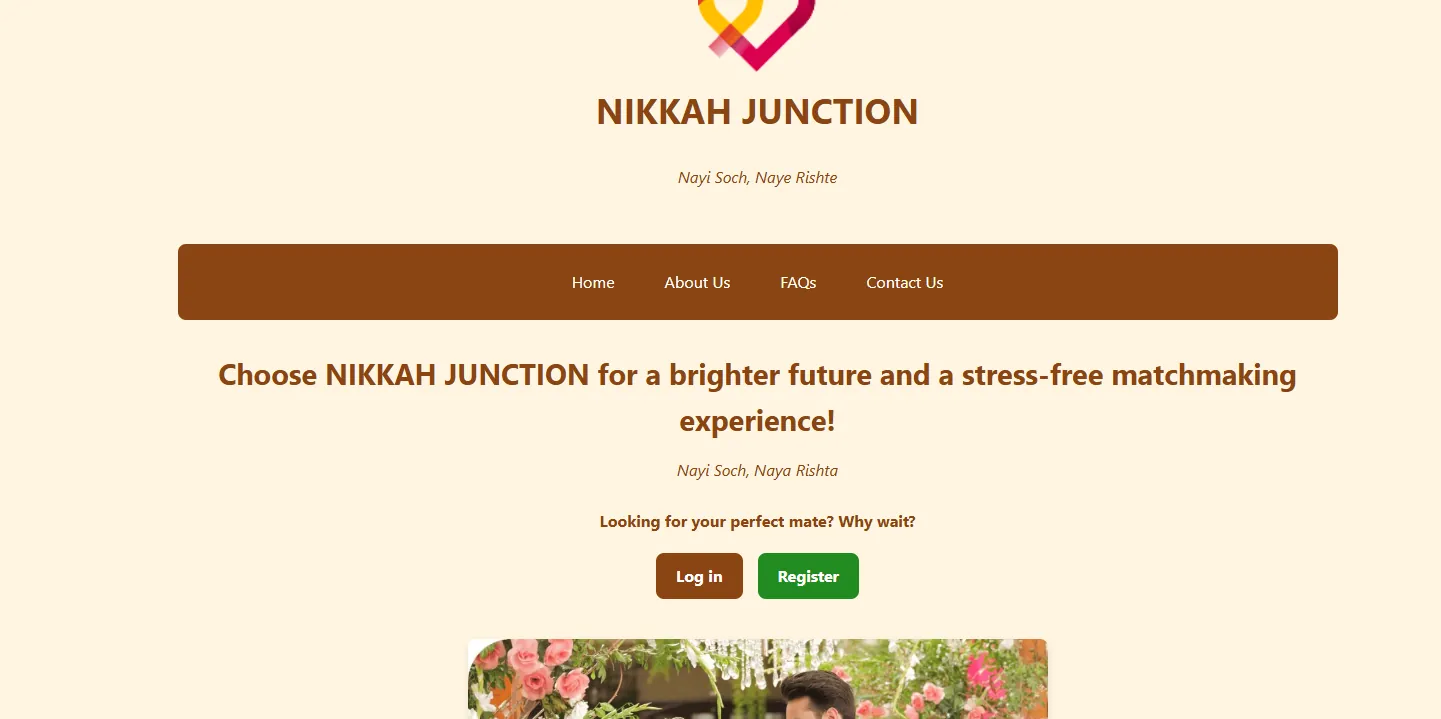 NIKKAH JUNCTION
Nayi Soch, Naye Rishte
Home About Us FAQs Contact Us
Choose NIKKAH JUNCTION for a brighter future and a stress-free matchmaking
experience!
Nayi Soch, Naya Rishta
Looking for your perfect mate? Why wait?
Log in Register